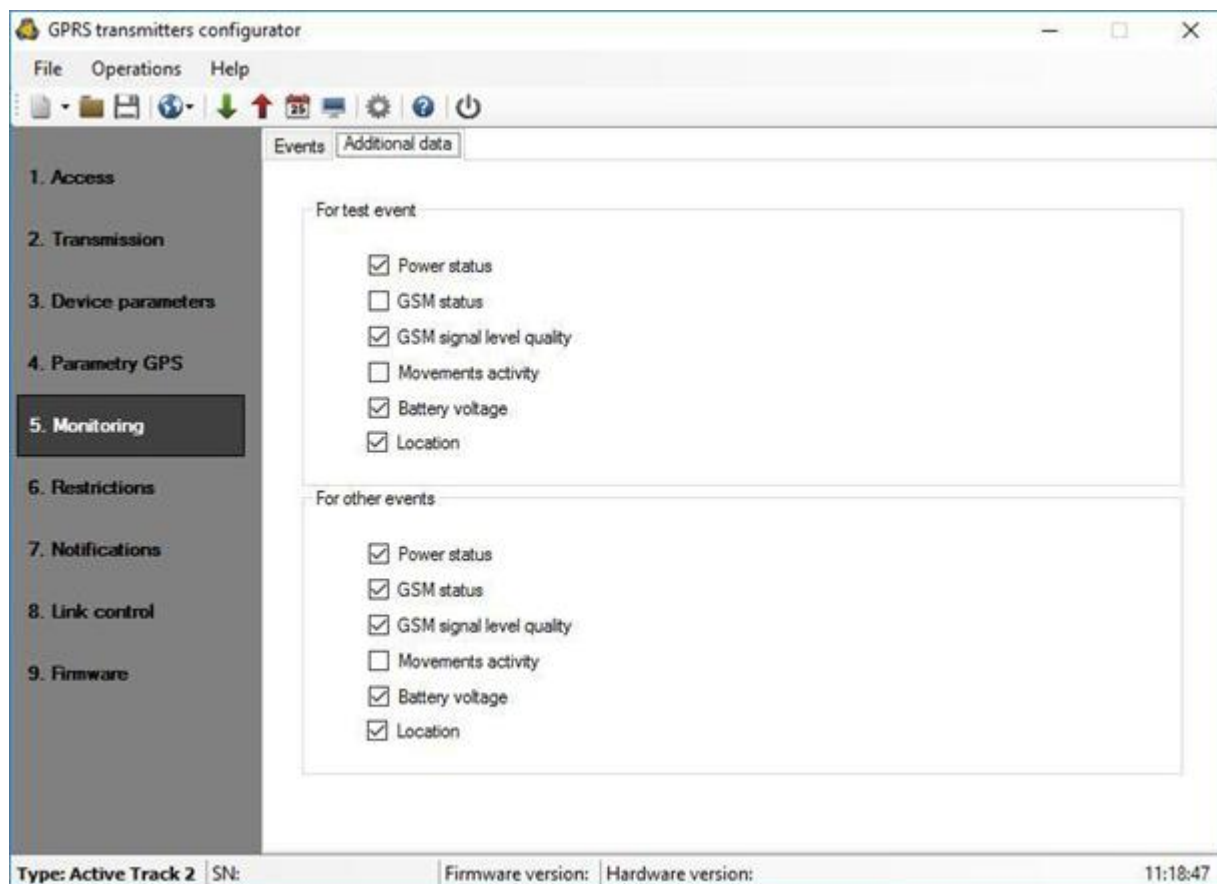 GPRS transmitters configurator
File Operations Help
25
Events Additional data
1. Access
2. Transmission
3. Device parameters
4. Parametry GPS
5. Monitoring
6. Restrictions
7. Notifications
8. Link control
9. Firmware
For test event
Power status
GSM status
GSM signal level quality
Movements activity
Battery voltage
Location
For other events
Power status
GSM status
GSM signal level quality
Movements activity
Battery voltage
Location
Type: Active Track 2 SN: Firmware version: Hardware version: 11:18:47